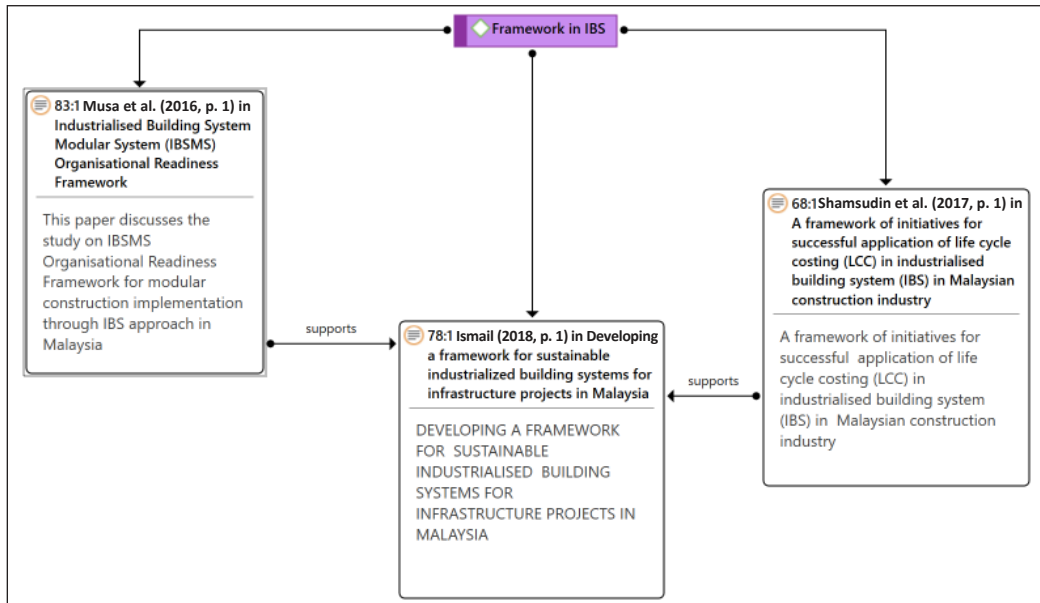 Framework in IBS
83:1 Musa et al. (2016, p. 1) in
Industrialised Building System
Modular System (IBSMS)
Organisational Readiness
Framework
This paper discusses the
study on IBSMS
Organisational Readiness
Framework for modular
construction implementation
through IBS approach in
Malaysia
supports
78:1 Ismail (2018, p. 1) in Developing
a framework for sustainable
industrialized building systems for
infrastructure projects in Malaysia
DEVELOPING A FRAMEWORK
FOR SUSTAINABLE
INDUSTRIALISED BUILDING
SYSTEMS FOR
INFRASTRUCTURE PROJECTS IN
MALAYSIA
supports
68:1Shamsudin et al. (2017, p. 1) in
A framework of initiatives for
successful application of life cycle
costing (LCC) in industrialised
building system (IBS) in Malaysian
construction industry
A framework of initiatives for
successful application of life
cycle costing (LCC) in
industrialised building system
(IBS) in Malaysian construction
industry